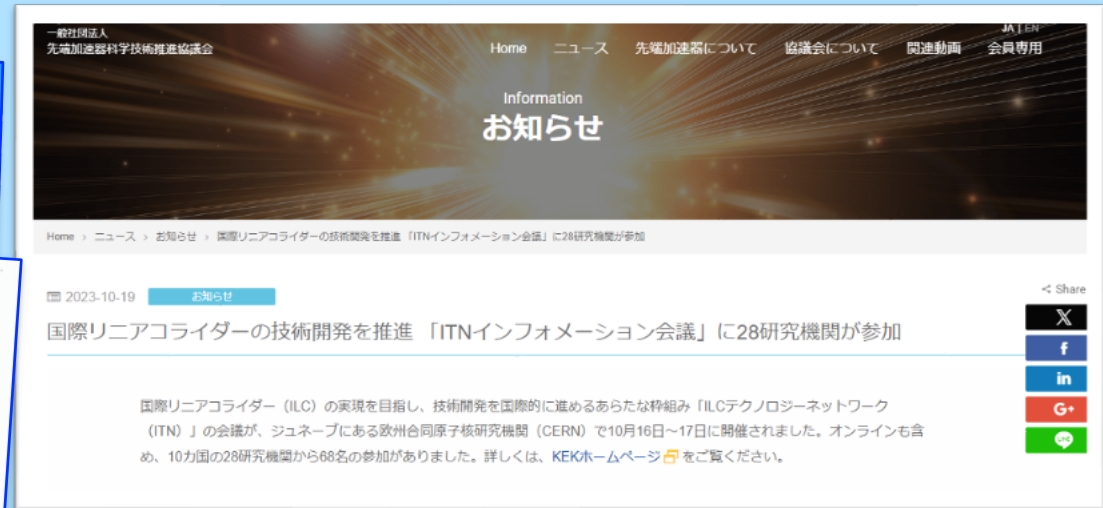 一般社団法人
先端加速器科学技術推進協議会
Home ニュース 先端加速器について 協議会について 関連動画 会員専用
JA | EN
Information
お知らせ
Home › ニュース › お知らせ › 国際リニアコライダーの技術開発を推進 「ITNインフォメーション会議」に28研究機関が参加
2023-10-19 お知らせ
Share
国際リニアコライダーの技術開発を推進 「ITNインフォメーション会議」に28研究機関が参加
国際リニアコライダー（ILC）の実現を目指し、技術開発を国際的に進めるあらたな枠組み「ILCテクノロジーネットワーク
（ITN）」の会議が、ジュネーブにある欧州合同原子核研究機関（CERN）で10月16日～17日に開催されました。オンラインも含
め、10カ国の28研究機関から68名の参加がありました。詳しくは、KEKホームページ をご覧ください。
X
f
in
G+
LINE